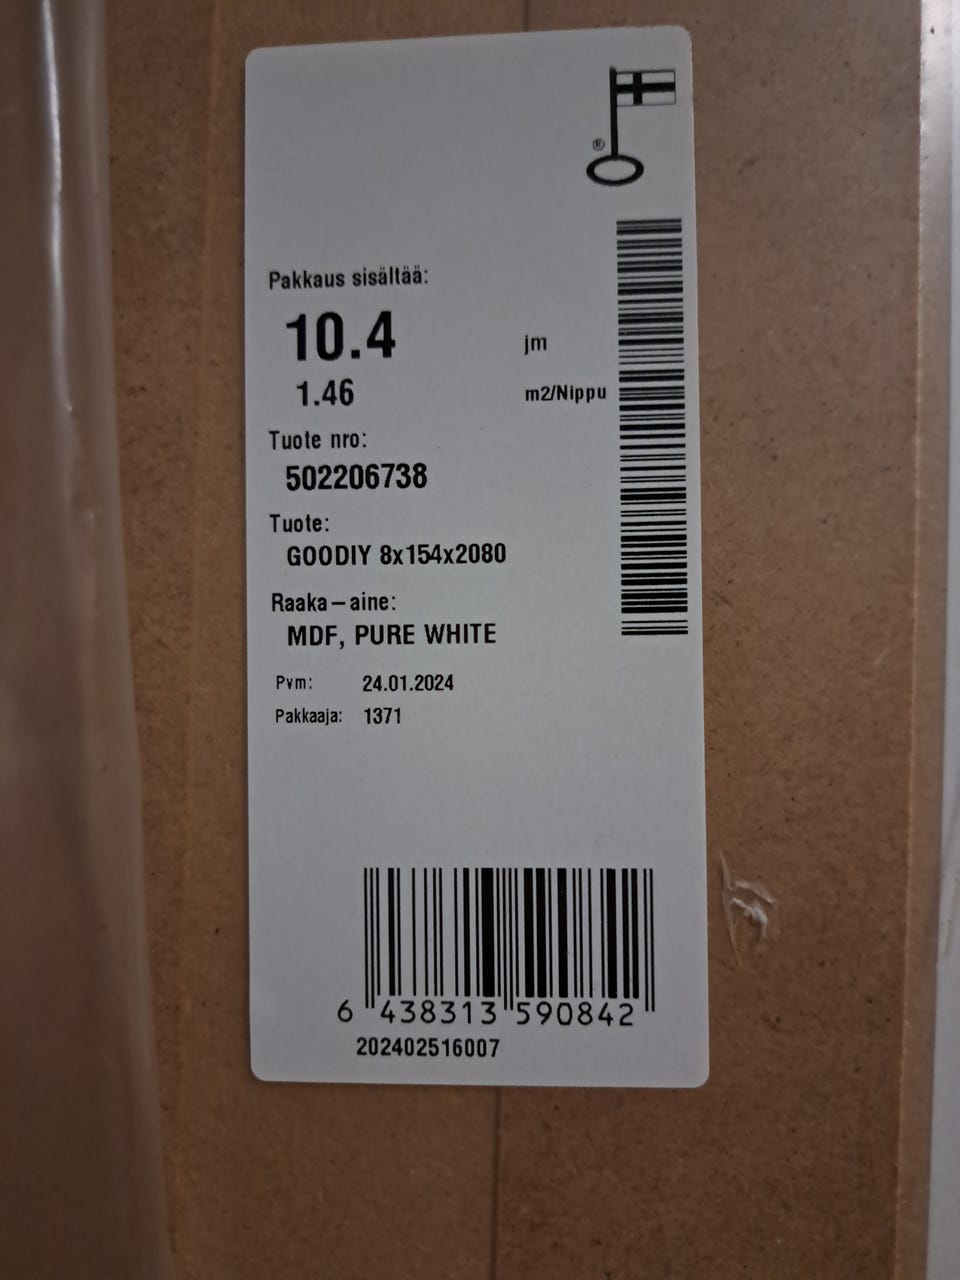 ®
Pakkaus sisältää:
10.4 jm
1.46 m2/Nippu
Tuote nro:
502206738
Tuote:
GOODIY 8x154x2080
Raaka-aine:
MDF, PURE WHITE
Pvm: 24.01.2024
Pakkaaja: 1371
6 438313 590842
202402516007